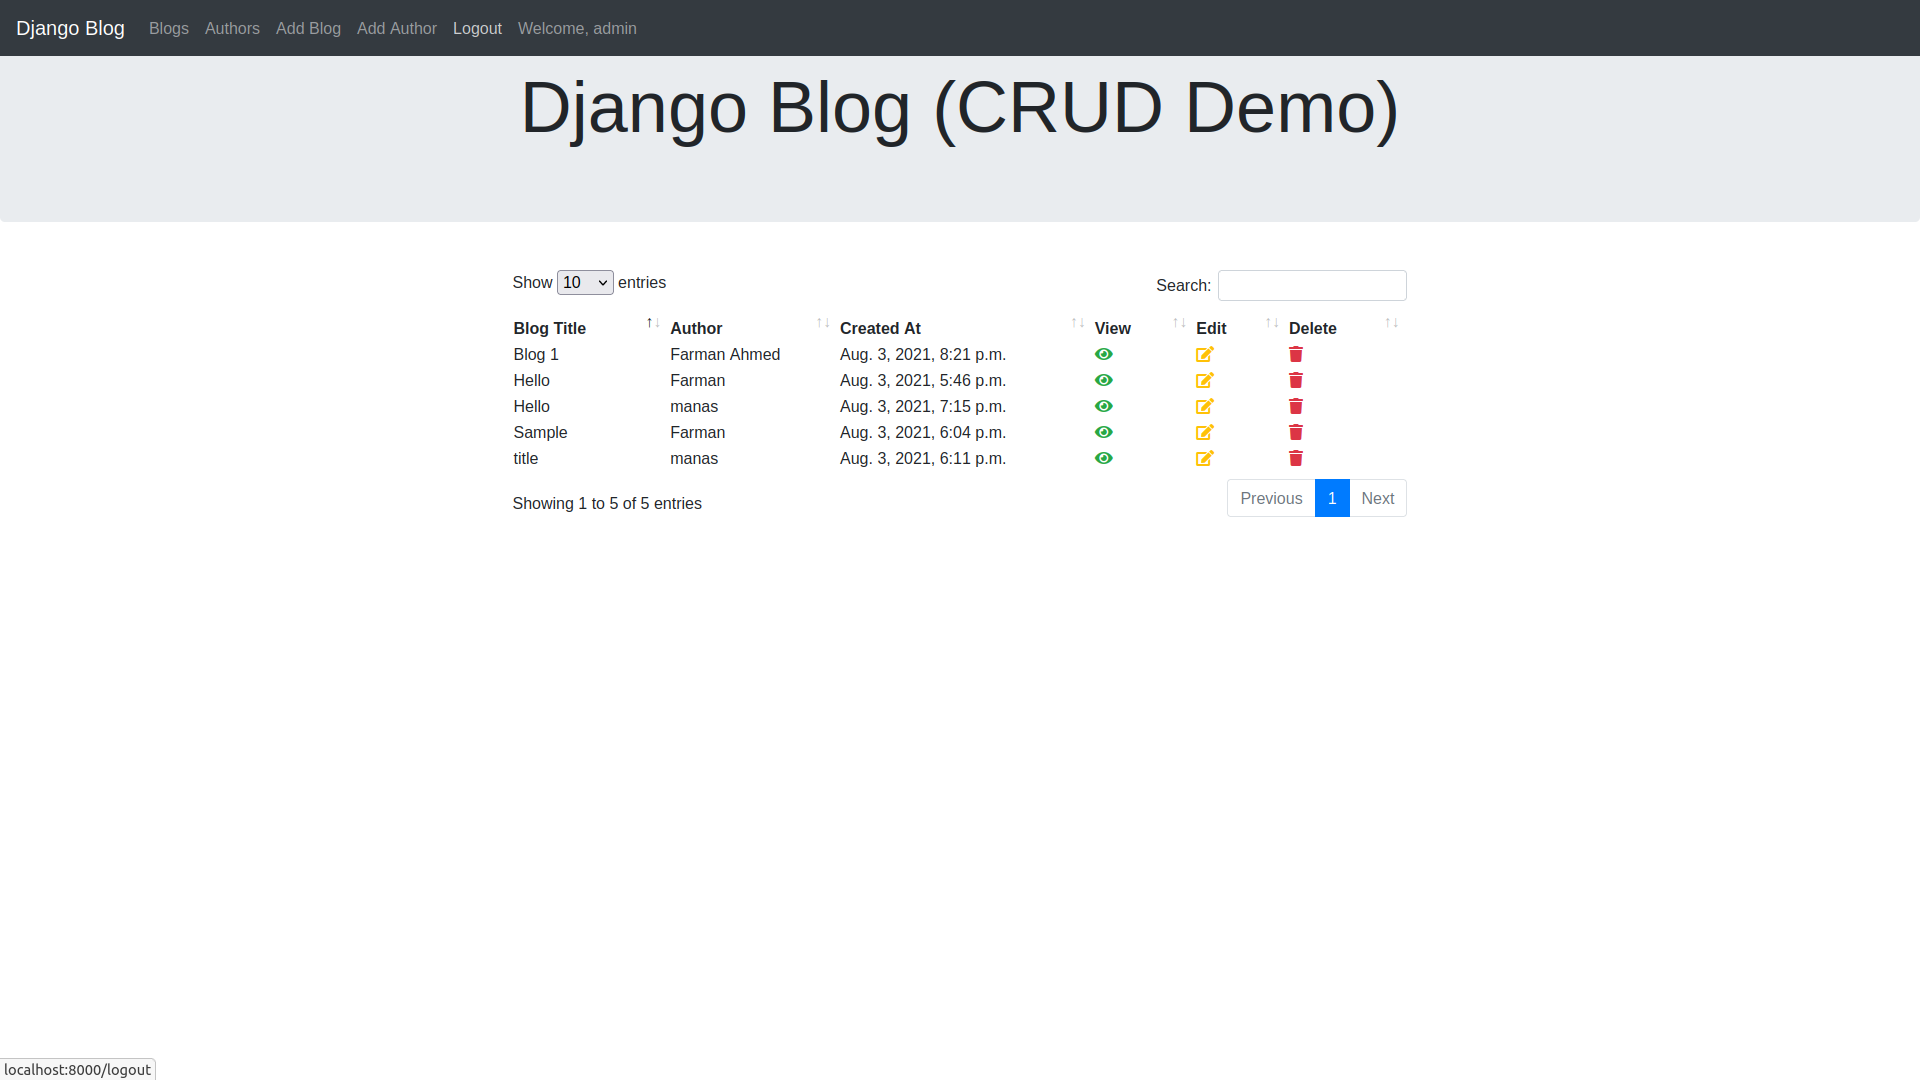 Django Blog Blogs Authors Add Blog Add Author Logout Welcome, admin
Django Blog (CRUD Demo)
Show 10 entries Search:
Blog Title ↑↓ Author ↑↓ Created At ↑↓ View ↑↓ Edit ↑↓ Delete ↑↓
Blog 1 Farman Ahmed Aug. 3, 2021, 8:21 p.m.
Hello Farman Aug. 3, 2021, 5:46 p.m.
Hello manas Aug. 3, 2021, 7:15 p.m.
Sample Farman Aug. 3, 2021, 6:04 p.m.
title manas Aug. 3, 2021, 6:11 p.m.
Showing 1 to 5 of 5 entries Previous 1 Next
localhost:8000/logout